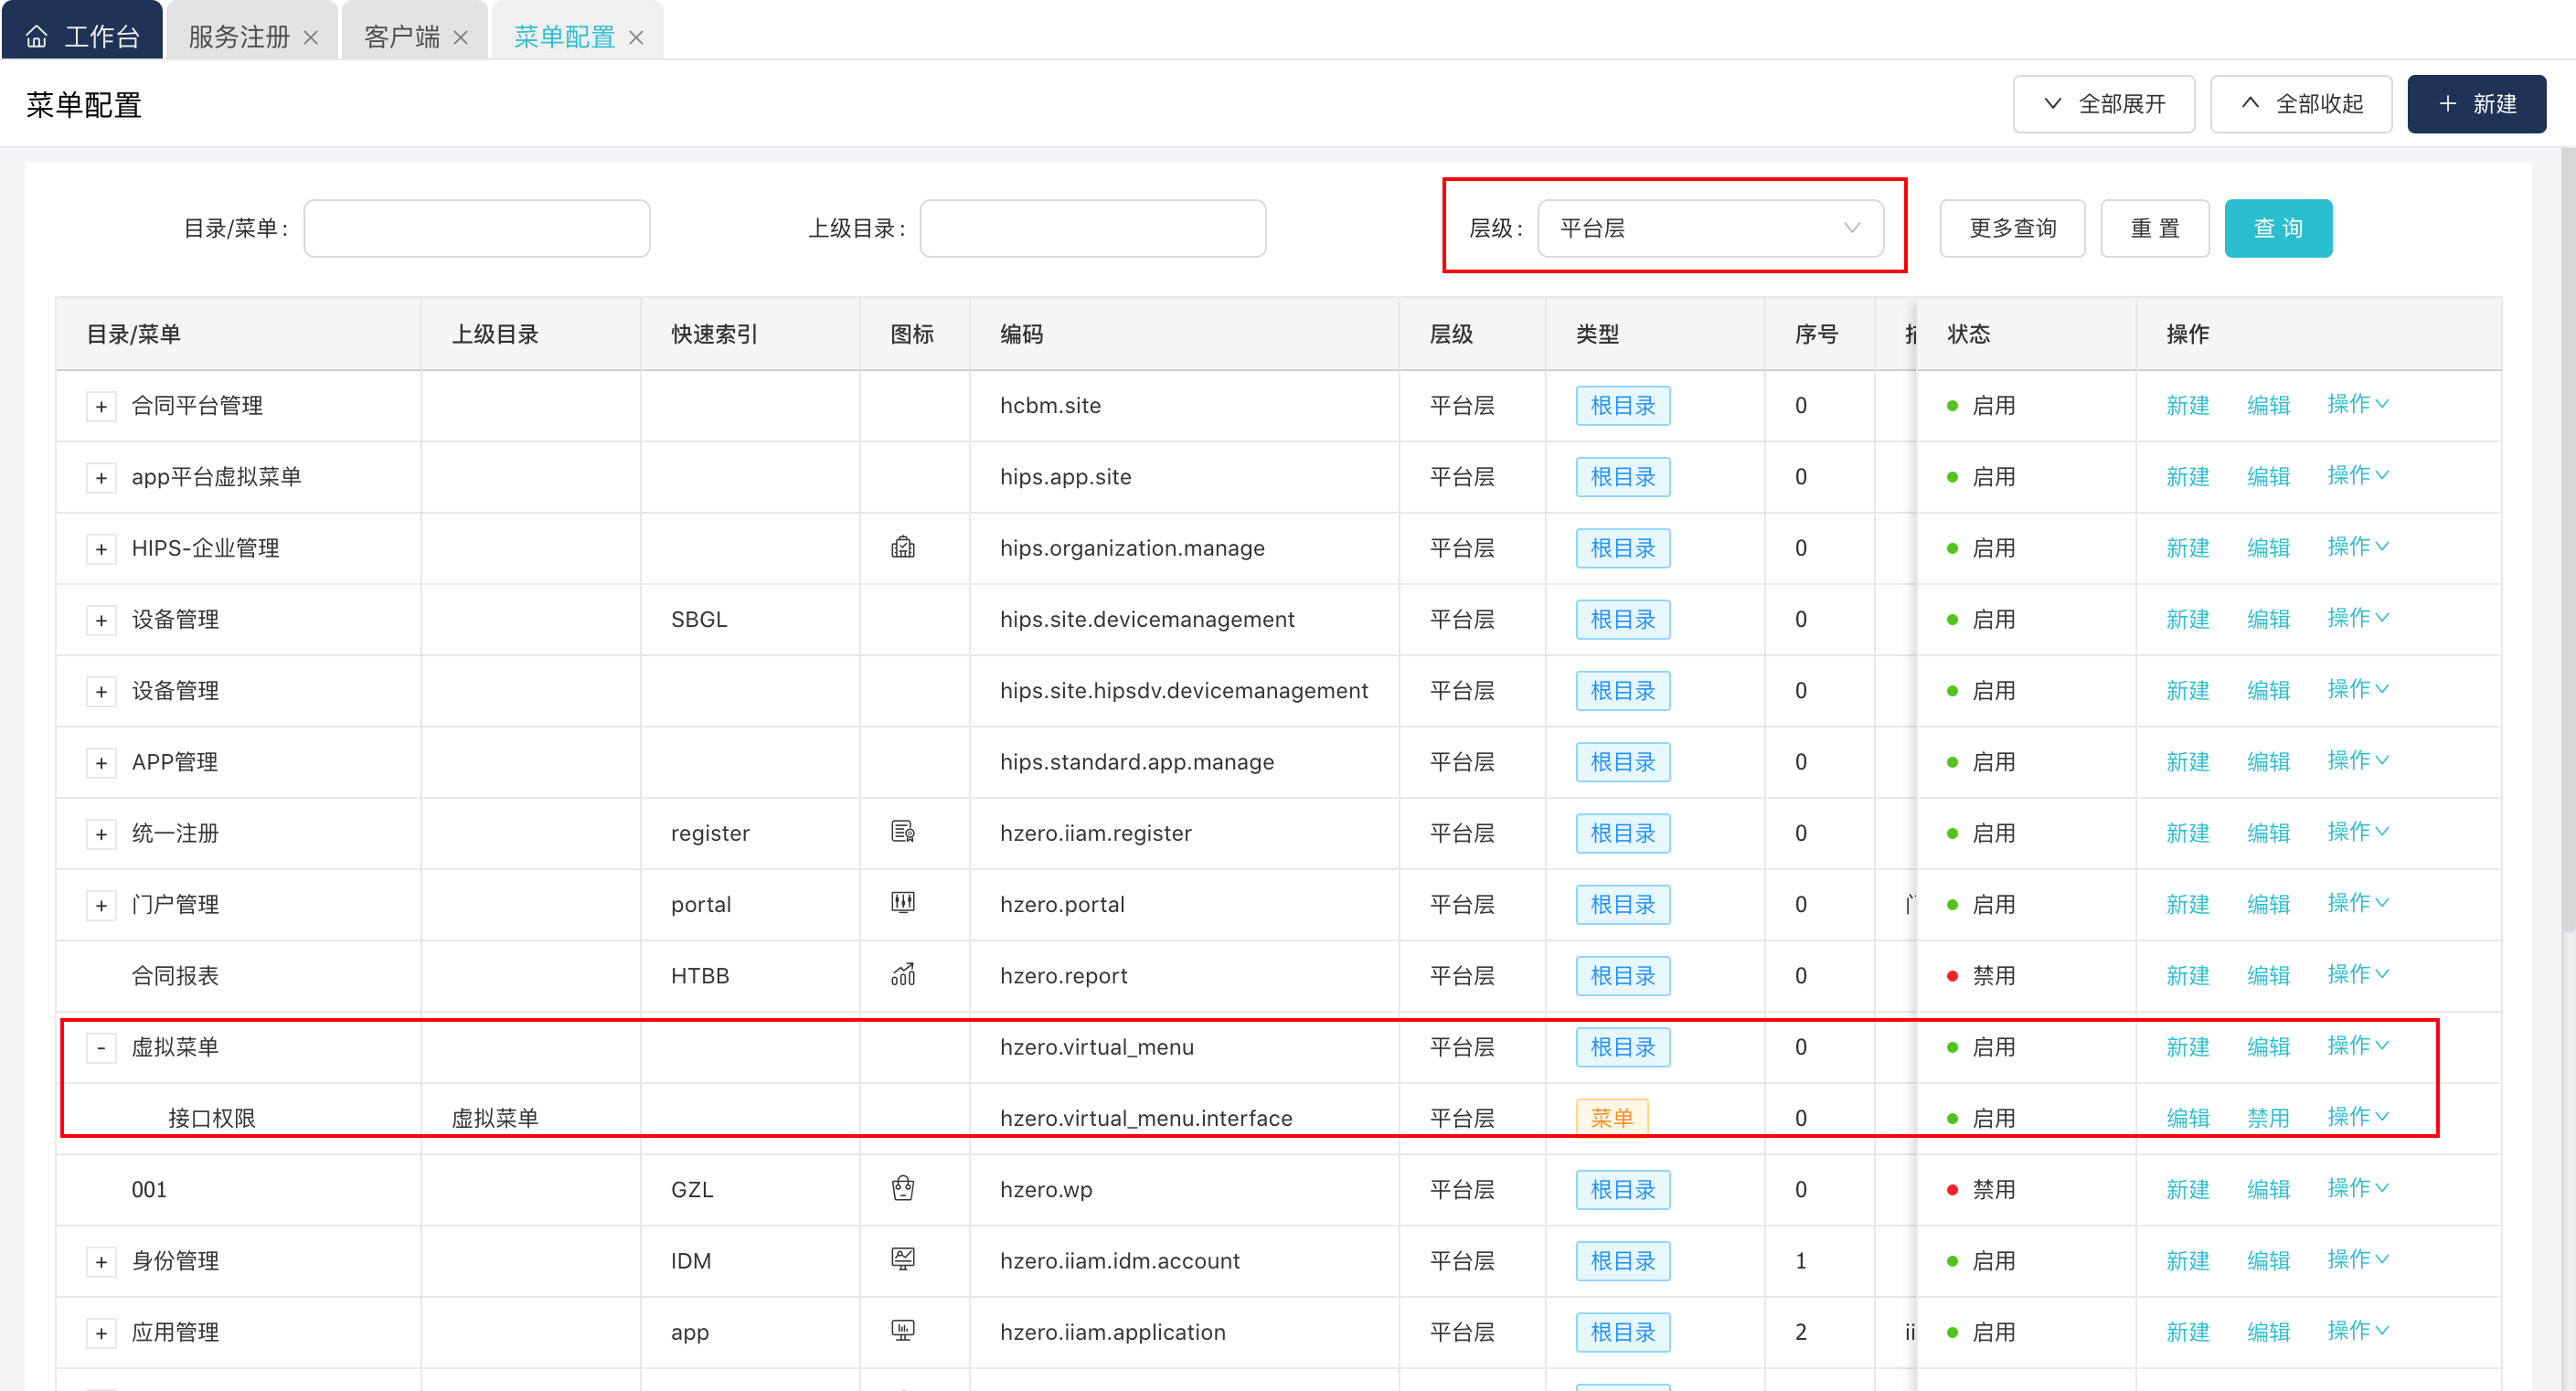 工作台 服务注册 客户端 菜单配置
菜单配置 全部展开 全部收起 + 新建
目录/菜单: 上级目录: 层级: 平台层 更多查询 重置 查询
目录/菜单 上级目录 快速索引 图标 编码 层级 类型 序号 状态 操作
+ 合同平台管理 hcbm.site 平台层 根目录 0 启用 新建 编辑 操作
+ app平台虚拟菜单 hips.app.site 平台层 根目录 0 启用 新建 编辑 操作
+ HIPS-企业管理 hips.organization.manage 平台层 根目录 0 启用 新建 编辑 操作
+ 设备管理 SBGL hips.site.devicemanagement 平台层 根目录 0 启用 新建 编辑 操作
+ 设备管理 hips.site.hipsdv.devicemanagement 平台层 根目录 0 启用 新建 编辑 操作
+ APP管理 hips.standard.app.manage 平台层 根目录 0 启用 新建 编辑 操作
+ 统一注册 register hzero.iiam.register 平台层 根目录 0 启用 新建 编辑 操作
+ 门户管理 portal hzero.portal 平台层 根目录 0 启用 新建 编辑 操作
合同报表 HTBB hzero.report 平台层 根目录 0 禁用 新建 编辑 操作
- 虚拟菜单 hzero.virtual_menu 平台层 根目录 0 启用 新建 编辑 操作
接口权限 虚拟菜单 hzero.virtual_menu.interface 平台层 菜单 0 启用 编辑 禁用 操作
001 GZL hzero.wp 平台层 根目录 0 禁用 新建 编辑 操作
+ 身份管理 IDM hzero.iiam.idm.account 平台层 根目录 1 启用 新建 编辑 操作
+ 应用管理 app hzero.iiam.application 平台层 根目录 2 ii 启用 新建 编辑 操作